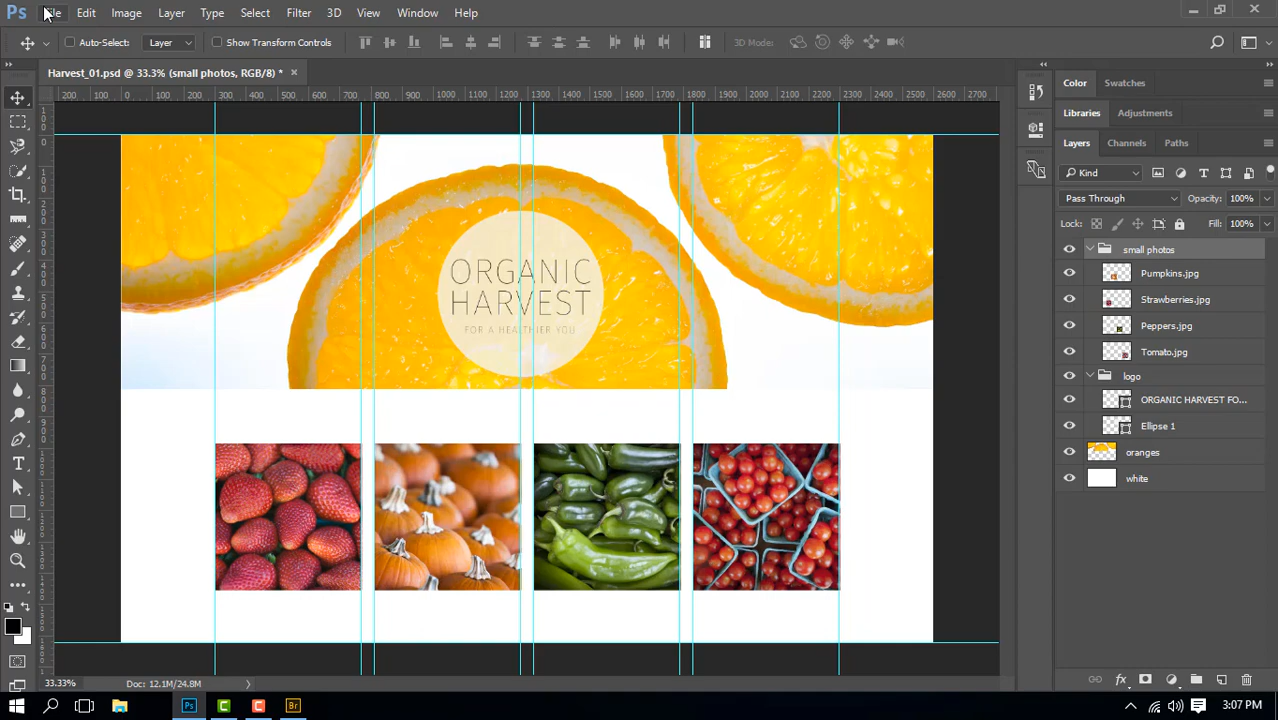 Ps File Edit Image Layer Type Select Filter 3D View Window Help
Auto-Select: Layer Show Transform Controls 3D Mode:
Harvest_01.psd @ 33.3% (small photos, RGB/8) * ×
200 100 0 100 200 300 400 500 600 700 800 900 1000 1100 1200 1300 1400 1500 1600 1700 1800 1900 2000 2100 2200 2300 2400 2500 2600 2700
Color Swatches
Libraries Adjustments
Layers Channels Paths
Kind
Pass Through Opacity: 100%
Lock: Fill: 100%
small photos
Pumpkins.jpg
Strawberries.jpg
Peppers.jpg
Tomato.jpg
logo
ORGANIC HARVEST FO...
Ellipse 1
oranges
white
ORGANIC
HARVEST
FOR A HEALTHIER YOU
33.33% Doc: 12.1M/24.8M
Ps C C Br 3:07 PM